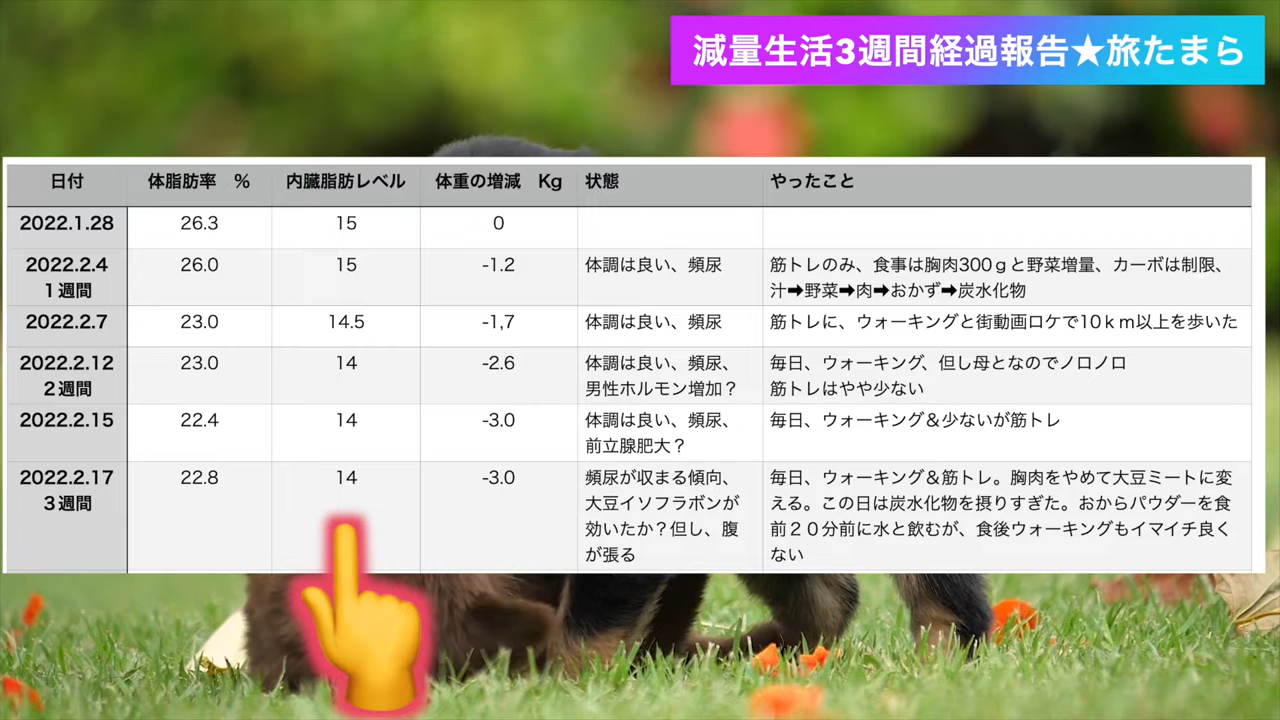 減量生活3週間経過報告★旅たまら
日付 体脂肪率　％ 内臓脂肪レベル 体重の増減　Kg 状態 やったこと
2022.1.28 26.3 15 0
2022.2.4 26.0 15 -1.2 体調は良い、頻尿 筋トレのみ、食事は胸肉300ｇと野菜増量、カーボは制限、
１週間 汁➡野菜➡肉➡おかず➡炭水化物
2022.2.7 23.0 14.5 -1,7 体調は良い、頻尿 筋トレに、ウォーキングと街動画ロケで10ｋｍ以上を歩いた
2022.2.12 23.0 14 -2.6 体調は良い、頻尿、 毎日、ウォーキング、但し母となのでノロノロ
２週間 男性ホルモン増加？ 筋トレはやや少ない
2022.2.15 22.4 14 -3.0 体調は良い、頻尿、 毎日、ウォーキング＆少ないが筋トレ
前立腺肥大？
2022.2.17 22.8 14 -3.0 頻尿が収まる傾向、 毎日、ウォーキング＆筋トレ。胸肉をやめて大豆ミートに変
３週間 大豆イソフラボンが える。この日は炭水化物を摂りすぎた。おからパウダーを食
効いたか？但し、腹 前２０分前に水と飲むが、食後ウォーキングもイマイチ良く
が張る ない